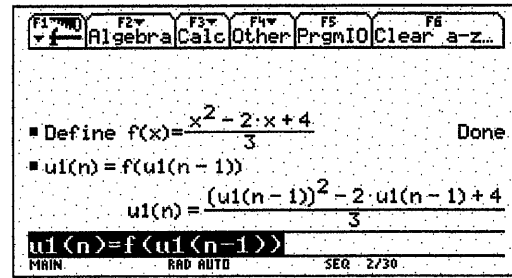 F1 F2 F3 F4 F5 F6
Algebra Calc Other PrgmIO Clear a-z…
▪ Define f(x)=(x² - 2·x + 4)/3 Done
▪ u1(n) = f(u1(n - 1))
u1(n) = ((u1(n - 1))² - 2·u1(n - 1) + 4)/3
u1(n)=f(u1(n-1))
MAIN RAD AUTO SEQ 2/30